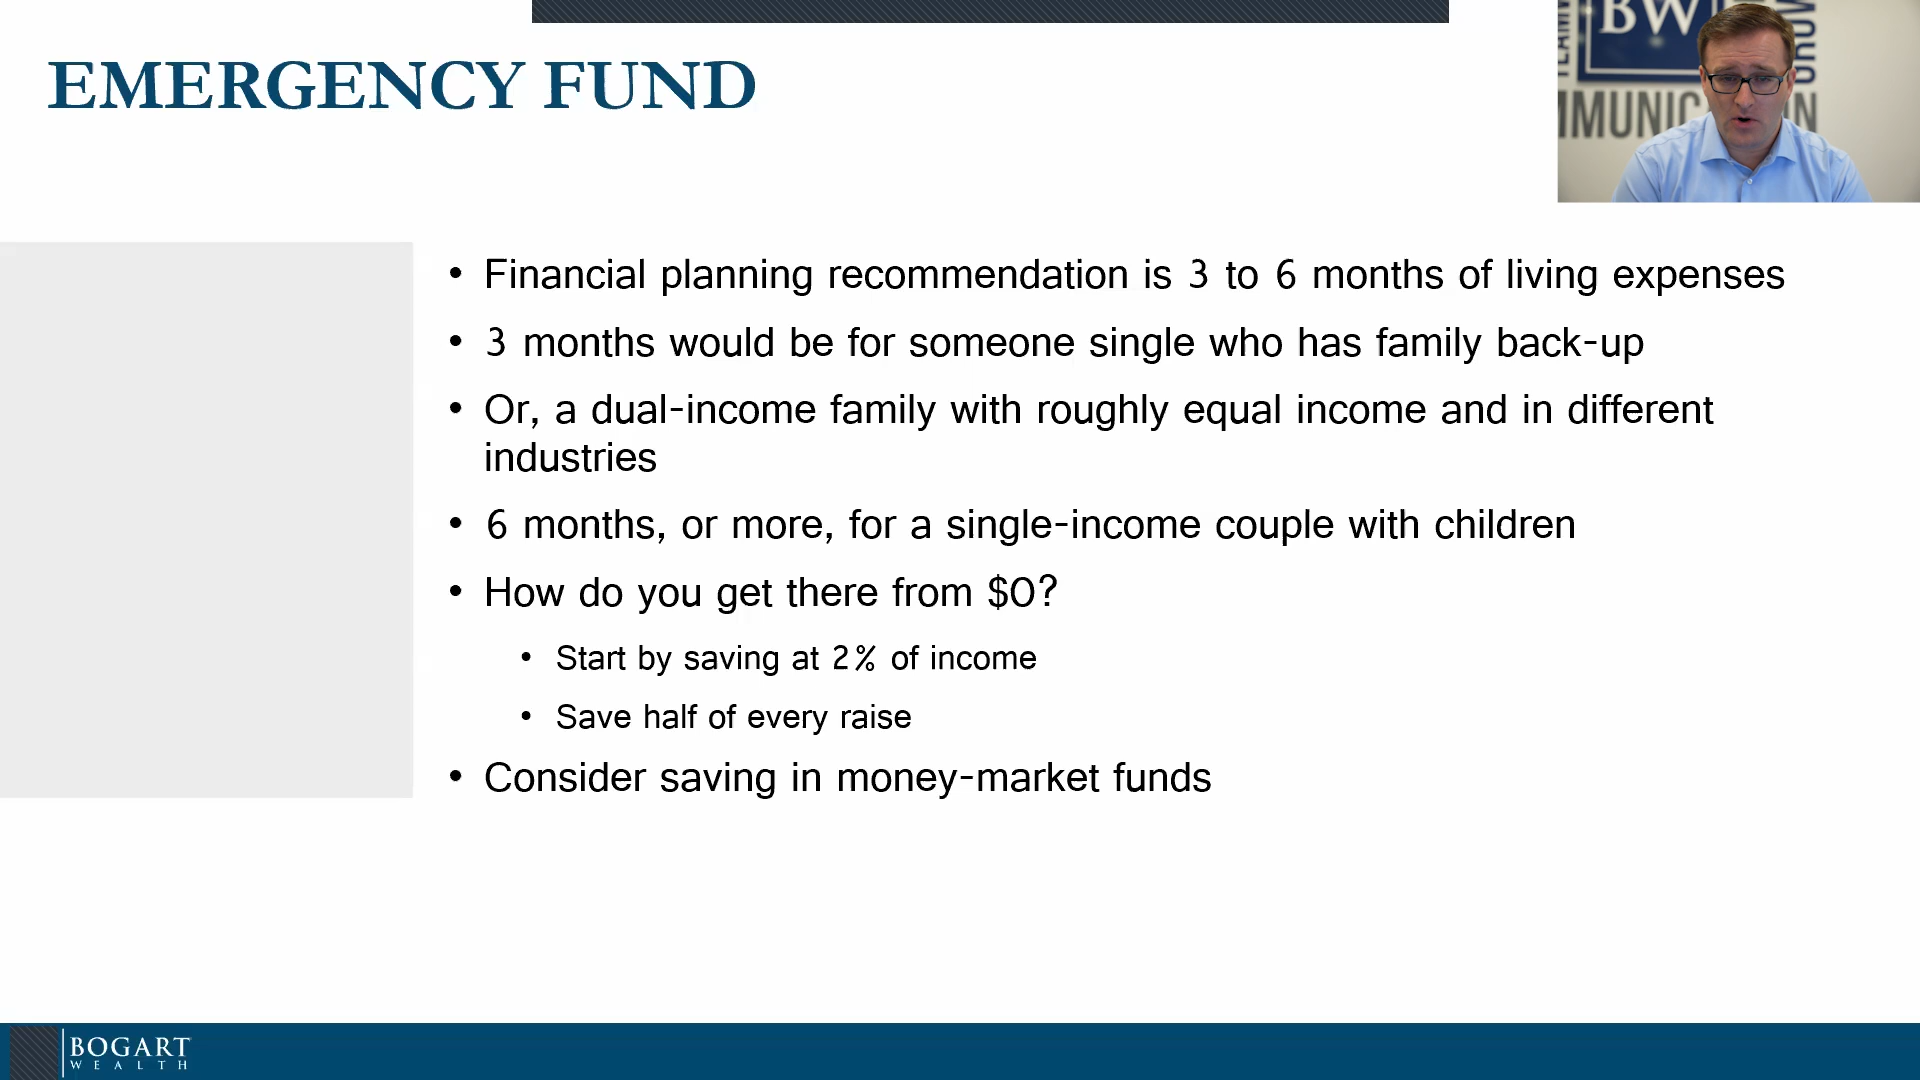 EMERGENCY FUND
BW
• Financial planning recommendation is 3 to 6 months of living expenses
• 3 months would be for someone single who has family back-up
• Or, a dual-income family with roughly equal income and in different
industries
• 6 months, or more, for a single-income couple with children
• How do you get there from $0?
• Start by saving at 2% of income
• Save half of every raise
• Consider saving in money-market funds
BOGART
WEALTH